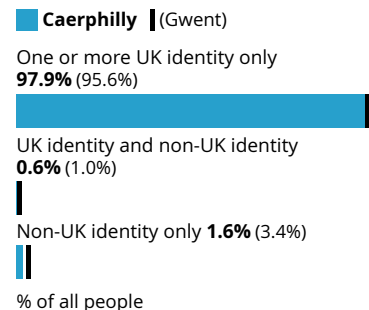 Caerphilly (Gwent)
One or more UK identity only
97.9% (95.6%)
UK identity and non-UK identity
0.6% (1.0%)
Non-UK identity only 1.6% (3.4%)
% of all people